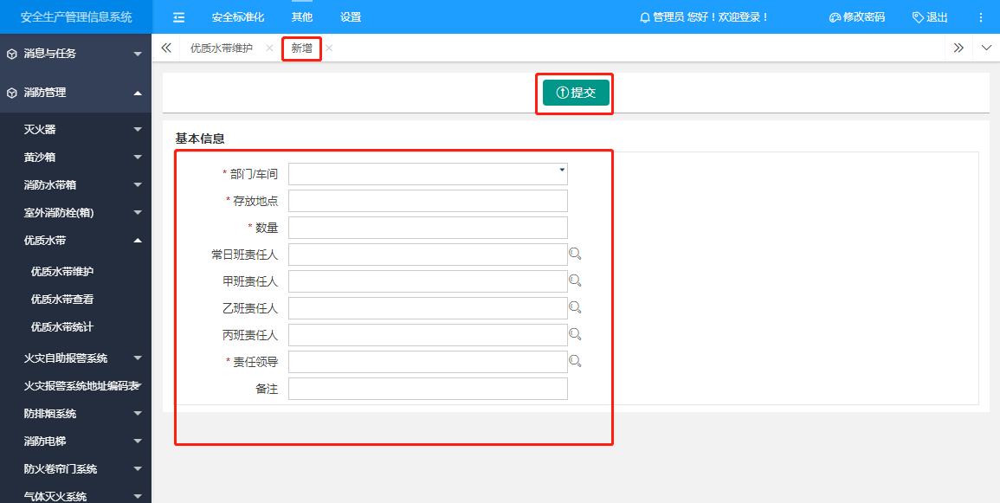 安全生产管理信息系统
安全标准化 其他 设置
管理员 您好！欢迎登录！
修改密码 退出
消息与任务
消防管理
灭火器
黄沙箱
消防水带箱
室外消防栓(箱)
优质水带
优质水带维护
优质水带查看
优质水带统计
火灾自助报警系统
火灾报警系统地址编码表
防排烟系统
消防电梯
防火卷帘门系统
气体灭火系统
优质水带维护 新增
提交
基本信息
* 部门/车间
* 存放地点
* 数量
常日班责任人
甲班责任人
乙班责任人
丙班责任人
* 责任领导
备注